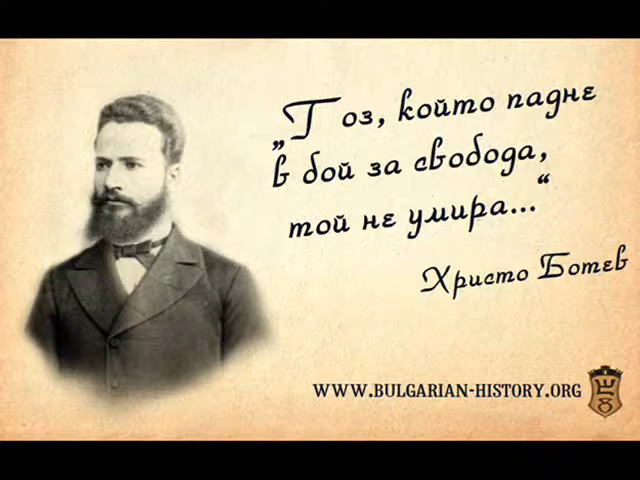 „Тоз, който падне
в бой за свобода,
той не умира...“
Христо Ботев
WWW.BULGARIAN-HISTORY.ORG